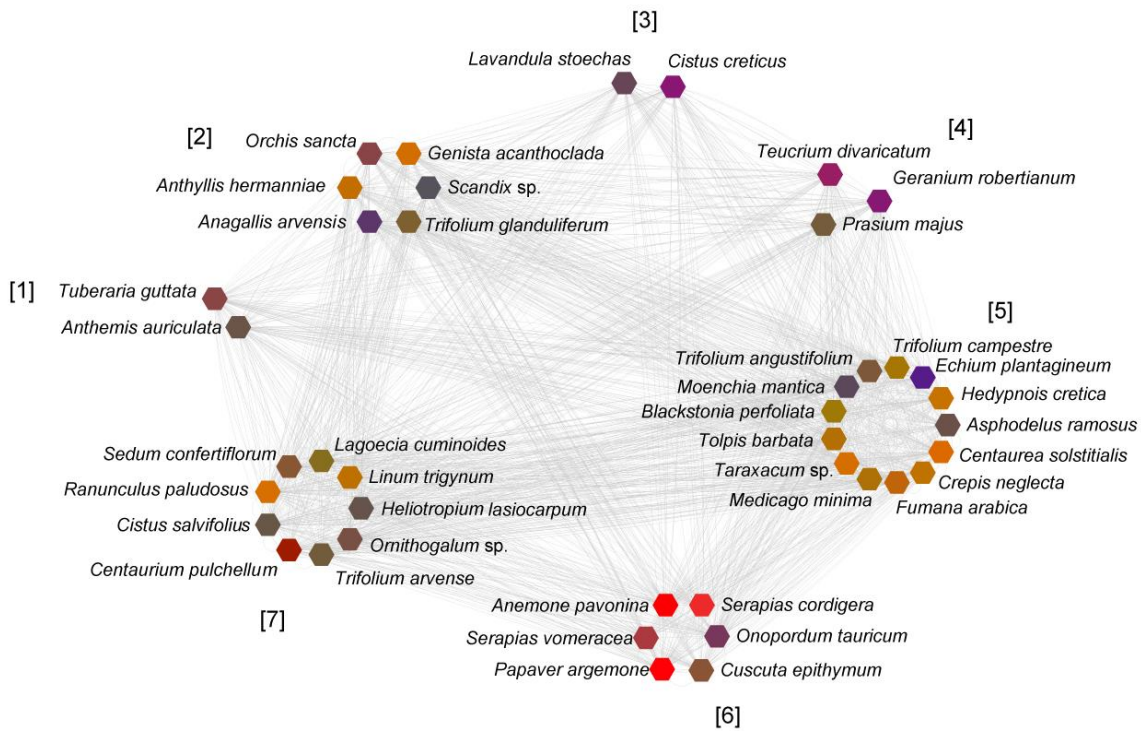 [3]
Lavandula stoechas
Cistus creticus
[2]
Orchis sancta
Genista acanthoclada
Anthyllis hermanniae
Scandix sp.
Anagallis arvensis
Trifolium glanduliferum
[4]
Teucrium divaricatum
Geranium robertianum
Prasium majus
[1]
Tuberaria guttata
Anthemis auriculata
[5]
Trifolium campestre
Trifolium angustifolium
Echium plantagineum
Moenchia mantica
Hedypnois cretica
Blackstonia perfoliata
Asphodelus ramosus
Tolpis barbata
Centaurea solstitialis
Taraxacum sp.
Crepis neglecta
Medicago minima
Fumana arabica
Lagoecia cuminoides
Sedum confertiflorum
Linum trigynum
Ranunculus paludosus
Heliotropium lasiocarpum
Cistus salvifolius
Ornithogalum sp.
Centaurium pulchellum
Trifolium arvense
[7]
Anemone pavonina
Serapias cordigera
Serapias vomeracea
Onopordum tauricum
Papaver argemone
Cuscuta epithymum
[6]